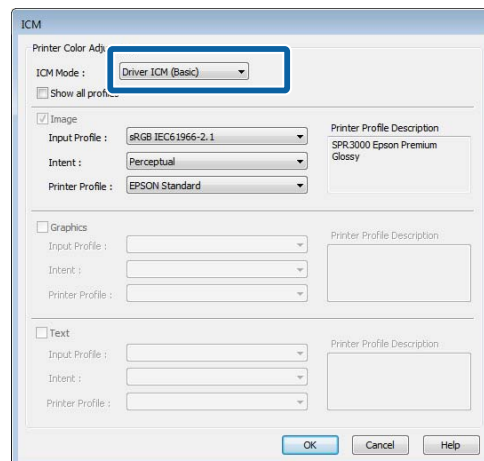 ICM
Printer Color Adju
ICM Mode :
Driver ICM (Basic)
Show all profiles
Image
Input Profile :
sRGB IEC61966-2.1
Intent :
Perceptual
Printer Profile :
EPSON Standard
Printer Profile Description
SPR3000 Epson Premium
Glossy
Graphics
Input Profile :
Intent :
Printer Profile :
Printer Profile Description
Text
Input Profile :
Intent :
Printer Profile :
Printer Profile Description
OK
Cancel
Help